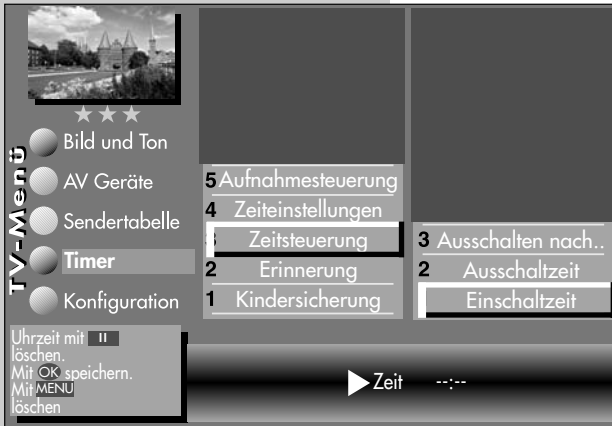 TV-Menü
Bild und Ton
AV Geräte
Sendertabelle
Timer
Konfiguration
5 Aufnahmesteuerung
4 Zeiteinstellungen
3 Zeitsteuerung
2 Erinnerung
1 Kindersicherung
3 Ausschalten nach..
2 Ausschaltzeit
Einschaltzeit
Uhrzeit mit II
löschen.
Mit OK speichern.
Mit MENU
löschen
Zeit --:--